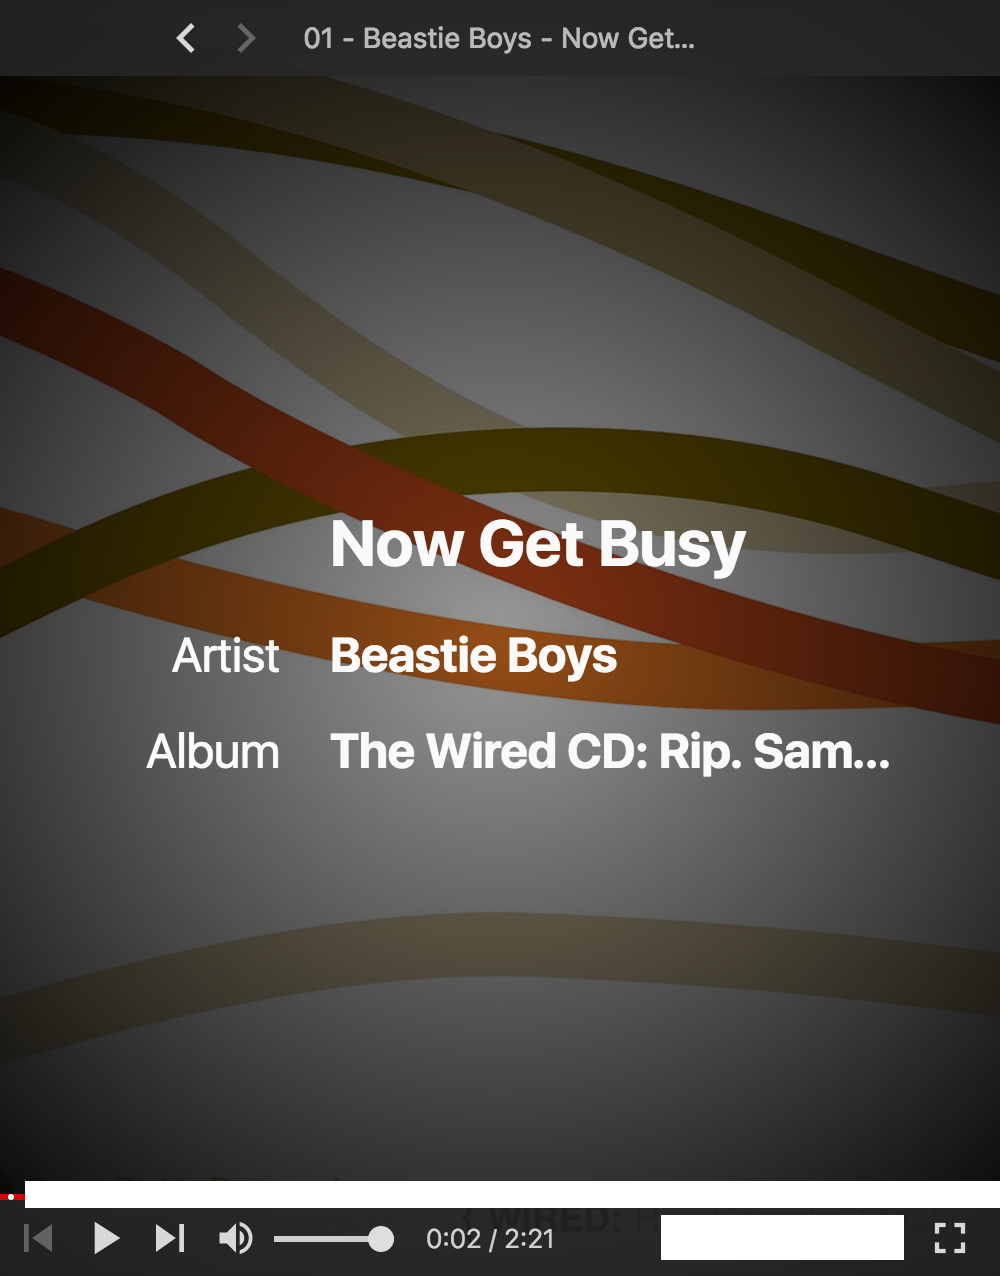 01 - Beastie Boys - Now Get...
Now Get Busy
Artist Beastie Boys
Album The Wired CD: Rip. Sam...
WIRED:
0:02 / 2:21